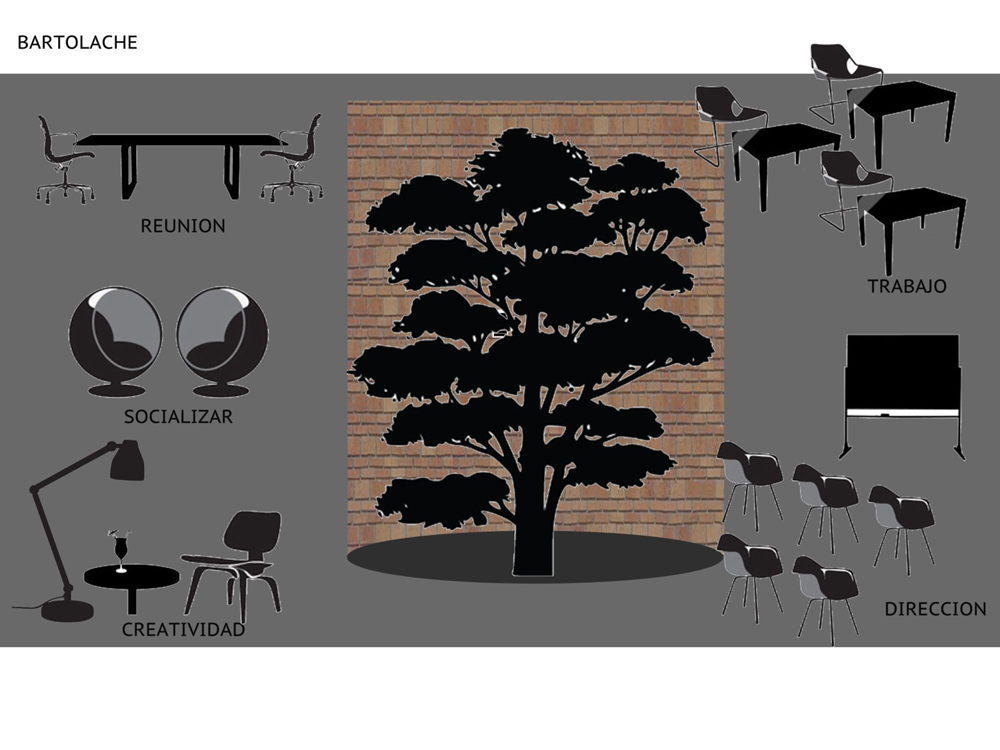 BARTOLACHE
REUNION
TRABAJO
SOCIALIZAR
CREATIVIDAD
DIRECCION